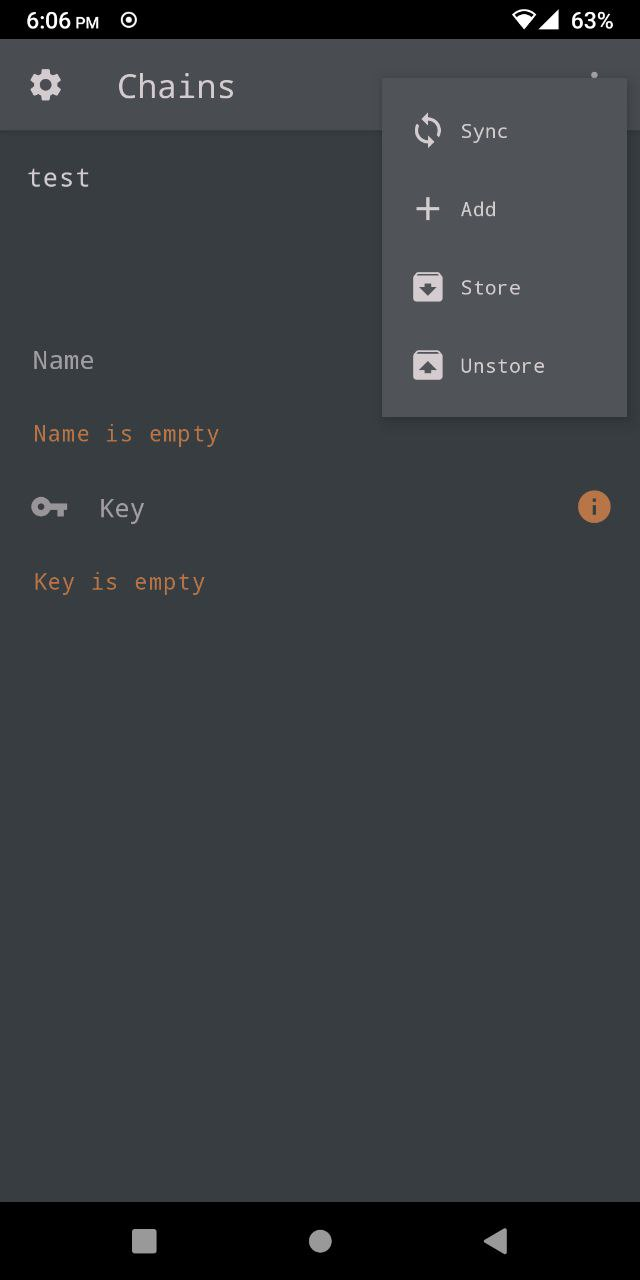 6:06 PM 63%
Chains
Sync
test
Add
Store
Name
Unstore
Name is empty
Key
Key is empty